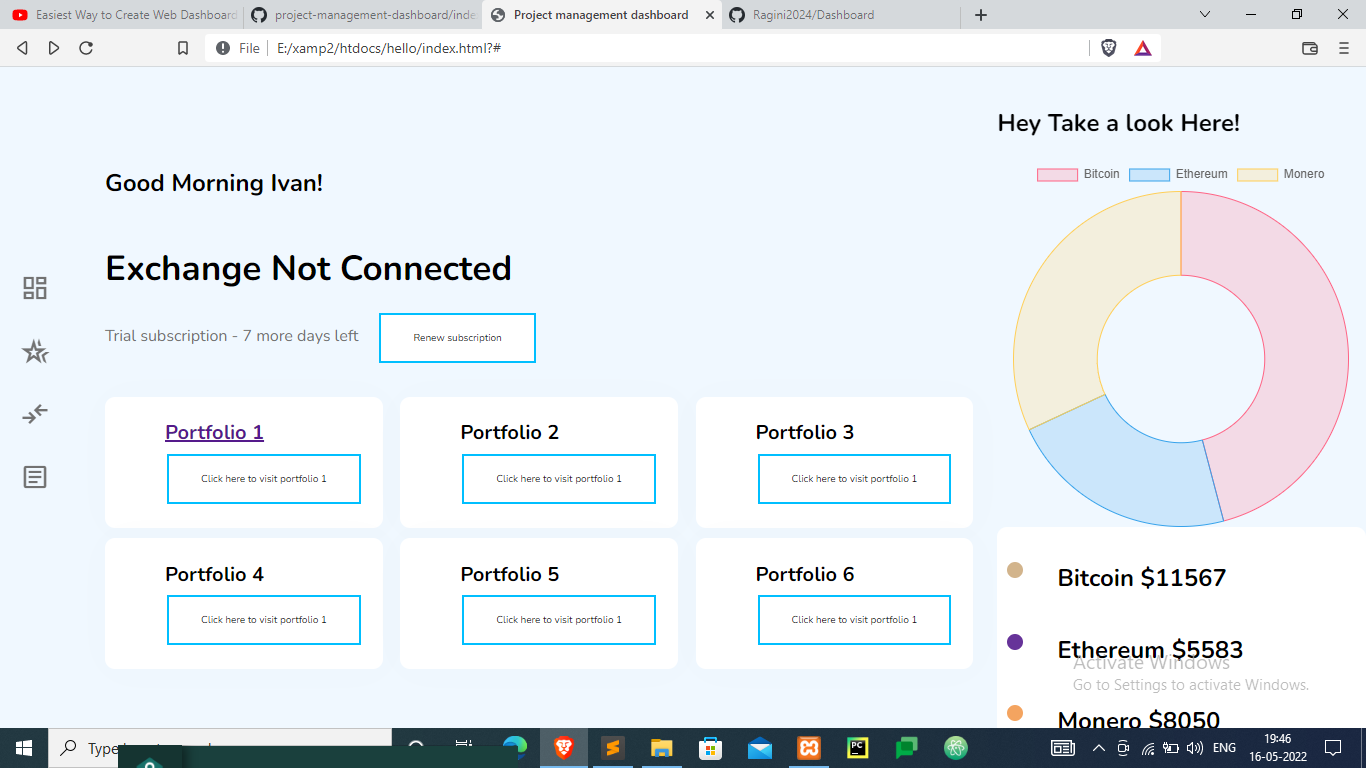 Easiest Way to Create Web Dashboard
project-management-dashboard/inde
Project management dashboard
Ragini2024/Dashboard
File
E:/xamp2/htdocs/hello/index.html?#
Hey Take a look Here!
Bitcoin Ethereum Monero
Good Morning Ivan!
Exchange Not Connected
Trial subscription - 7 more days left
Renew subscription
Portfolio 1
Click here to visit portfolio 1
Portfolio 2
Click here to visit portfolio 1
Portfolio 3
Click here to visit portfolio 1
Portfolio 4
Click here to visit portfolio 1
Portfolio 5
Click here to visit portfolio 1
Portfolio 6
Click here to visit portfolio 1
Bitcoin $11567
Ethereum $5583
Monero $8050
Activate Windows
Go to Settings to activate Windows.
Type
PC
ENG
19:46
16-05-2022